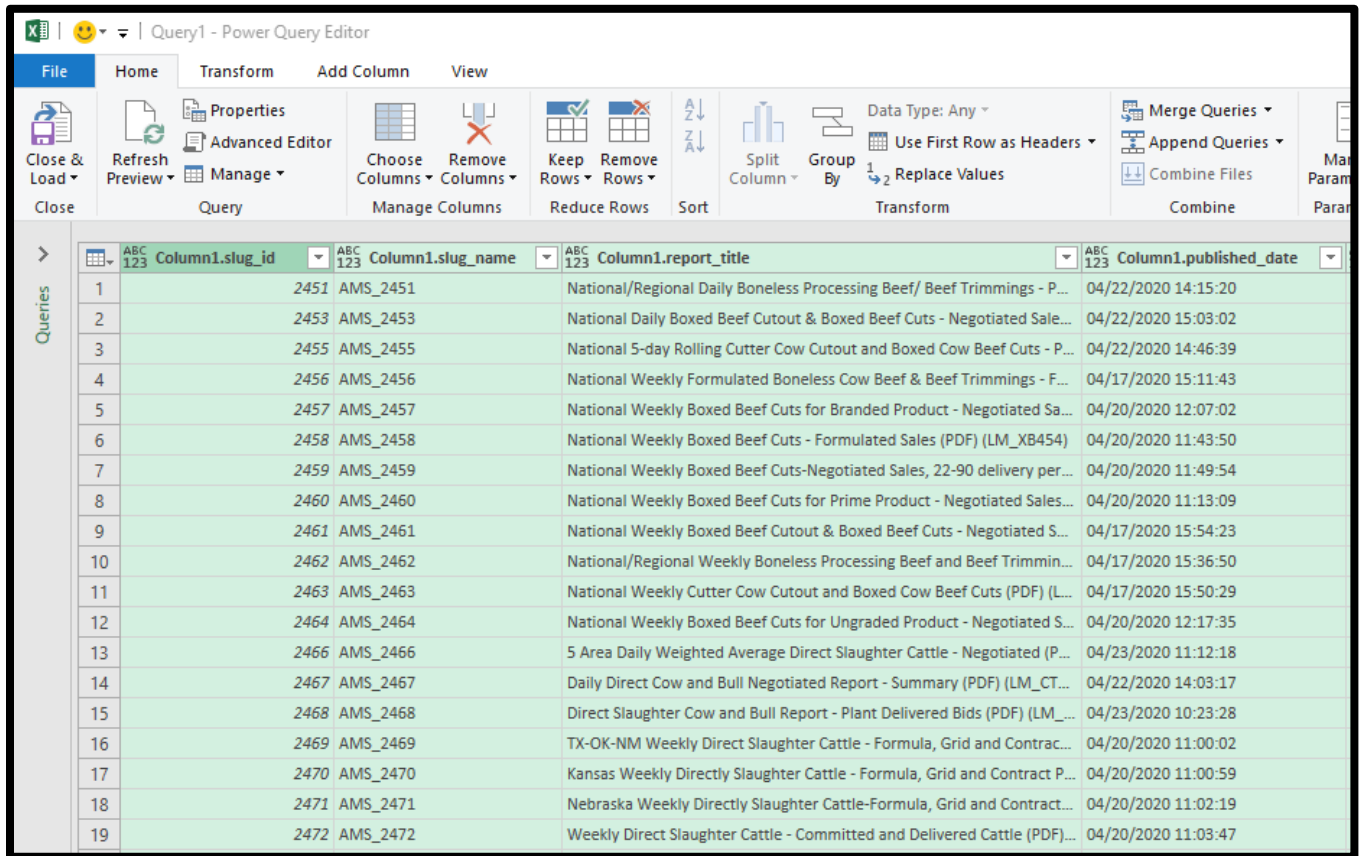 Query1 - Power Query Editor
File Home Transform Add Column View
Close & Load
Refresh Preview
Properties
Advanced Editor
Manage
Choose Columns
Remove Columns
Keep Rows
Remove Rows
Split Column
Group By
Data Type: Any
Use First Row as Headers
Replace Values
Merge Queries
Append Queries
Combine Files
Close Query Manage Columns Reduce Rows Sort Transform Combine
Queries
ABC 123 Column1.slug_id ABC 123 Column1.slug_name ABC 123 Column1.report_title ABC 123 Column1.published_date
1 2451 AMS_2451 National/Regional Daily Boneless Processing Beef/ Beef Trimmings - P... 04/22/2020 14:15:20
2 2453 AMS_2453 National Daily Boxed Beef Cutout & Boxed Beef Cuts - Negotiated Sale... 04/22/2020 15:03:02
3 2455 AMS_2455 National 5-day Rolling Cutter Cow Cutout and Boxed Cow Beef Cuts - P... 04/22/2020 14:46:39
4 2456 AMS_2456 National Weekly Formulated Boneless Cow Beef & Beef Trimmings - F... 04/17/2020 15:11:43
5 2457 AMS_2457 National Weekly Boxed Beef Cuts for Branded Product - Negotiated Sa... 04/20/2020 12:07:02
6 2458 AMS_2458 National Weekly Boxed Beef Cuts - Formulated Sales (PDF) (LM_XB454) 04/20/2020 11:43:50
7 2459 AMS_2459 National Weekly Boxed Beef Cuts-Negotiated Sales, 22-90 delivery per... 04/20/2020 11:49:54
8 2460 AMS_2460 National Weekly Boxed Beef Cuts for Prime Product - Negotiated Sales... 04/20/2020 11:13:09
9 2461 AMS_2461 National Weekly Boxed Beef Cutout & Boxed Beef Cuts - Negotiated S... 04/17/2020 15:54:23
10 2462 AMS_2462 National/Regional Weekly Boneless Processing Beef and Beef Trimmin... 04/17/2020 15:36:50
11 2463 AMS_2463 National Weekly Cutter Cow Cutout and Boxed Cow Beef Cuts (PDF) (L... 04/17/2020 15:50:29
12 2464 AMS_2464 National Weekly Boxed Beef Cuts for Ungraded Product - Negotiated S... 04/20/2020 12:17:35
13 2466 AMS_2466 5 Area Daily Weighted Average Direct Slaughter Cattle - Negotiated (P... 04/23/2020 11:12:18
14 2467 AMS_2467 Daily Direct Cow and Bull Negotiated Report - Summary (PDF) (LM_CT... 04/22/2020 14:03:17
15 2468 AMS_2468 Direct Slaughter Cow and Bull Report - Plant Delivered Bids (PDF) (LM_... 04/23/2020 10:23:28
16 2469 AMS_2469 TX-OK-NM Weekly Direct Slaughter Cattle - Formula, Grid and Contrac... 04/20/2020 11:00:02
17 2470 AMS_2470 Kansas Weekly Directly Slaughter Cattle - Formula, Grid and Contract P... 04/20/2020 11:00:59
18 2471 AMS_2471 Nebraska Weekly Directly Slaughter Cattle-Formula, Grid and Contract... 04/20/2020 11:02:19
19 2472 AMS_2472 Weekly Direct Slaughter Cattle - Committed and Delivered Cattle (PDF)... 04/20/2020 11:03:47